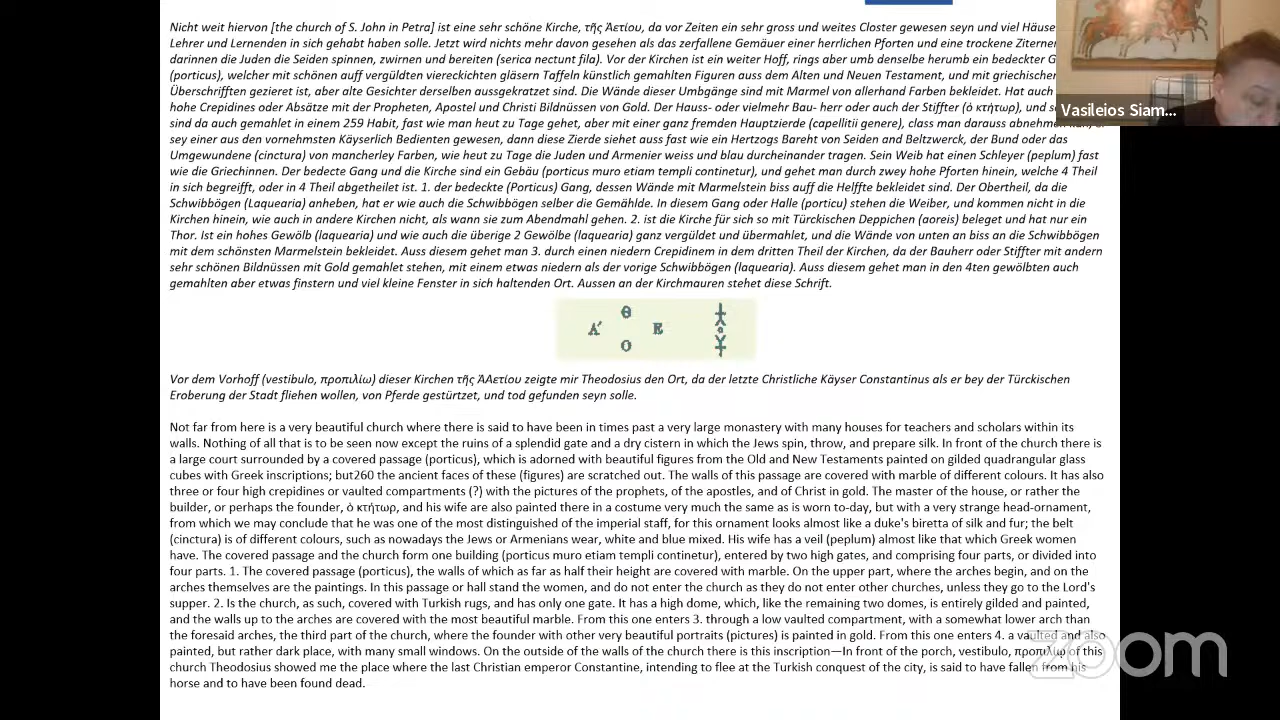 Nicht weit hiervon [the church of S. John in Petra] ist eine sehr schöne Kirche, τῆς Ἀετίου, da vor Zeiten ein sehr gross und weites Closter gewesen seyn und viel Häuse
Lehrer und Lernenden in sich gehabt haben solle. Jetzt wird nichts mehr davon gesehen als das zerfallene Gemäuer einer herrlichen Pforten und eine trockene Ziterner
darinnen die Juden die Seiden spinnen, zwirnen und bereiten (serica nectunt fila). Vor der Kirchen ist ein weiter Hoff, rings aber umb denselbe herumb ein bedeckter G
(porticus), welcher mit schönen auff vergüldten viereckichten gläsern Taffeln künstlich gemahlten Figuren auss dem Alten und Neuen Testament, und mit griechischer
Überschrifften gezieret ist, aber alte Gesichter derselben aussgekratzet sind. Die Wände dieser Umbgänge sind mit Marmel von allerhand Farben bekleidet. Hat auch
hohe Crepidines oder Absätze mit der Propheten, Apostel und Christi Bildnüssen von Gold. Der Hauss- oder vielmehr Bau- herr oder auch der Stiffter (ὁ κτήτωρ), und s
sind da auch gemahlet in einem 259 Habit, fast wie man heut zu Tage gehet, aber mit einer ganz fremden Hauptzierde (capellitii genere), class man darauss abnehmen
sey einer auss den vornehmsten Käyserlich Bedienten gewesen, dann diese Zierde siehet auss fast wie ein Hertzogs Bareht von Seiden and Beltzwerck, der Bund oder das
Umgewundene (cinctura) von mancherley Farben, wie heut zu Tage die Juden und Armenier weiss und blau durcheinander tragen. Sein Weib hat einen Schleyer (peplum) fast
wie die Griechinnen. Der bedecte Gang und die Kirche sind ein Gebäu (porticus muro etiam templi continetur), und gehet man durch zwey hohe Pforten hinein, welche 4 Theil
in sich begreifft, oder in 4 Theil abgetheilet ist. 1. der bedeckte (Porticus) Gang, dessen Wände mit Marmelstein biss auff die Helffte bekleidet sind. Der Obertheil, da die
Schwibbögen (Laquearia) anheben, hat er wie auch die Schwibbögen selber die Gemählde. In diesem Gang oder Halle (porticu) stehen die Weiber, und kommen nicht in die
Kirchen hinein, wie auch in andere Kirchen nicht, als wann sie zum Abendmahl gehen. 2. ist die Kirche für sich so mit Türckischen Deppichen (aoreis) beleget und hat nur ein
Thor. Ist ein hohes Gewölb (laquearia) und wie auch die übrige 2 Gewölbe (laquearia) ganz vergüldet und übermahlet, und die Wände von unten an biss an die Schwibbögen
mit dem schönsten Marmelstein bekleidet. Auss diesem gehet man 3. durch einen niedern Crepidinem in dem dritten Theil der Kirchen, da der Bauherr oder Stiffter mit andern
sehr schönen Bildnüssen mit Gold gemahlet stehen, mit einem etwas niedern als der vorige Schwibbögen (laquearia). Auss diesem gehet man in den 4ten gewölbten auch
gemahlten aber etwas finstern und viel kleine Fenster in sich haltenden Ort. Aussen an der Kirchmauren stehet diese Schrift.
Θ
Α´ Ε
Ο
Vor dem Vorhoff (vestibulo, προπιλίω) dieser Kirchen τῆς ἈΑετίου zeigte mir Theodosius den Ort, da der letzte Christliche Käyser Constantinus als er bey der Türckischen
Eroberung der Stadt fliehen wollen, von Pferde gestürtzet, und tod gefunden seyn solle.
Not far from here is a very beautiful church where there is said to have been in times past a very large monastery with many houses for teachers and scholars within its
walls. Nothing of all that is to be seen now except the ruins of a splendid gate and a dry cistern in which the Jews spin, throw, and prepare silk. In front of the church there is
a large court surrounded by a covered passage (porticus), which is adorned with beautiful figures from the Old and New Testaments painted on gilded quadrangular glass
cubes with Greek inscriptions; but260 the ancient faces of these (figures) are scratched out. The walls of this passage are covered with marble of different colours. It has also
three or four high crepidines or vaulted compartments (?) with the pictures of the prophets, of the apostles, and of Christ in gold. The master of the house, or rather the
builder, or perhaps the founder, ὁ κτήτωρ, and his wife are also painted there in a costume very much the same as is worn to-day, but with a very strange head-ornament,
from which we may conclude that he was one of the most distinguished of the imperial staff, for this ornament looks almost like a duke's biretta of silk and fur; the belt
(cinctura) is of different colours, such as nowadays the Jews or Armenians wear, white and blue mixed. His wife has a veil (peplum) almost like that which Greek women
have. The covered passage and the church form one building (porticus muro etiam templi continetur), entered by two high gates, and comprising four parts, or divided into
four parts. 1. The covered passage (porticus), the walls of which as far as half their height are covered with marble. On the upper part, where the arches begin, and on the
arches themselves are the paintings. In this passage or hall stand the women, and do not enter the church as they do not enter other churches, unless they go to the Lord's
supper. 2. Is the church, as such, covered with Turkish rugs, and has only one gate. It has a high dome, which, like the remaining two domes, is entirely gilded and painted,
and the walls up to the arches are covered with the most beautiful marble. From this one enters 3. through a low vaulted compartment, with a somewhat lower arch than
the foresaid arches, the third part of the church, where the founder with other very beautiful portraits (pictures) is painted in gold. From this one enters 4. a vaulted and also
painted, but rather dark place, with many small windows. On the outside of the walls of the church there is this inscription—In front of the porch, vestibulo, προπιλωρ of this
church Theodosius showed me the place where the last Christian emperor Constantine, intending to flee at the Turkish conquest of the city, is said to have fallen from his
horse and to have been found dead.
Vasileios Siam...
zoom